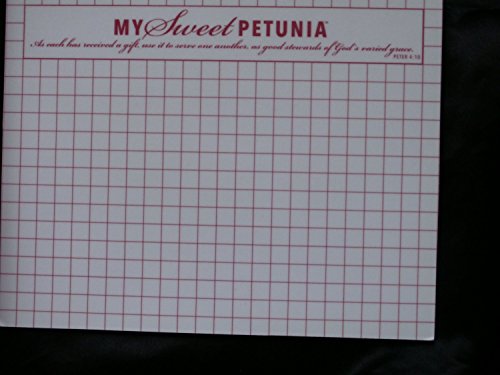 MY Sweet PETUNIA™
As each has received a gift, use it to serve one another, as good stewards of God's varied grace.
PETER 4:10